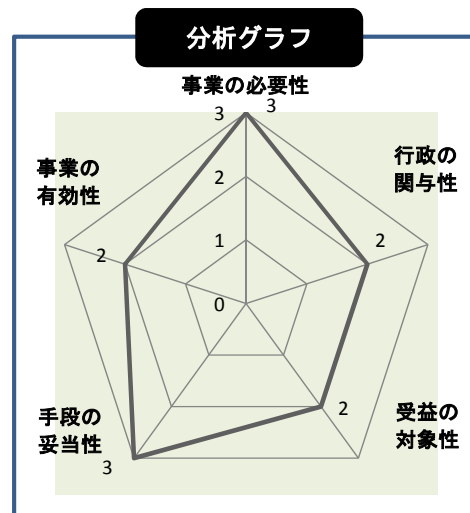 分析グラフ
事業の必要性
3
3
行政の
関与性
事業の
有効性
2
2
2
1
0
2
受益の
対象性
手段の
妥当性
3